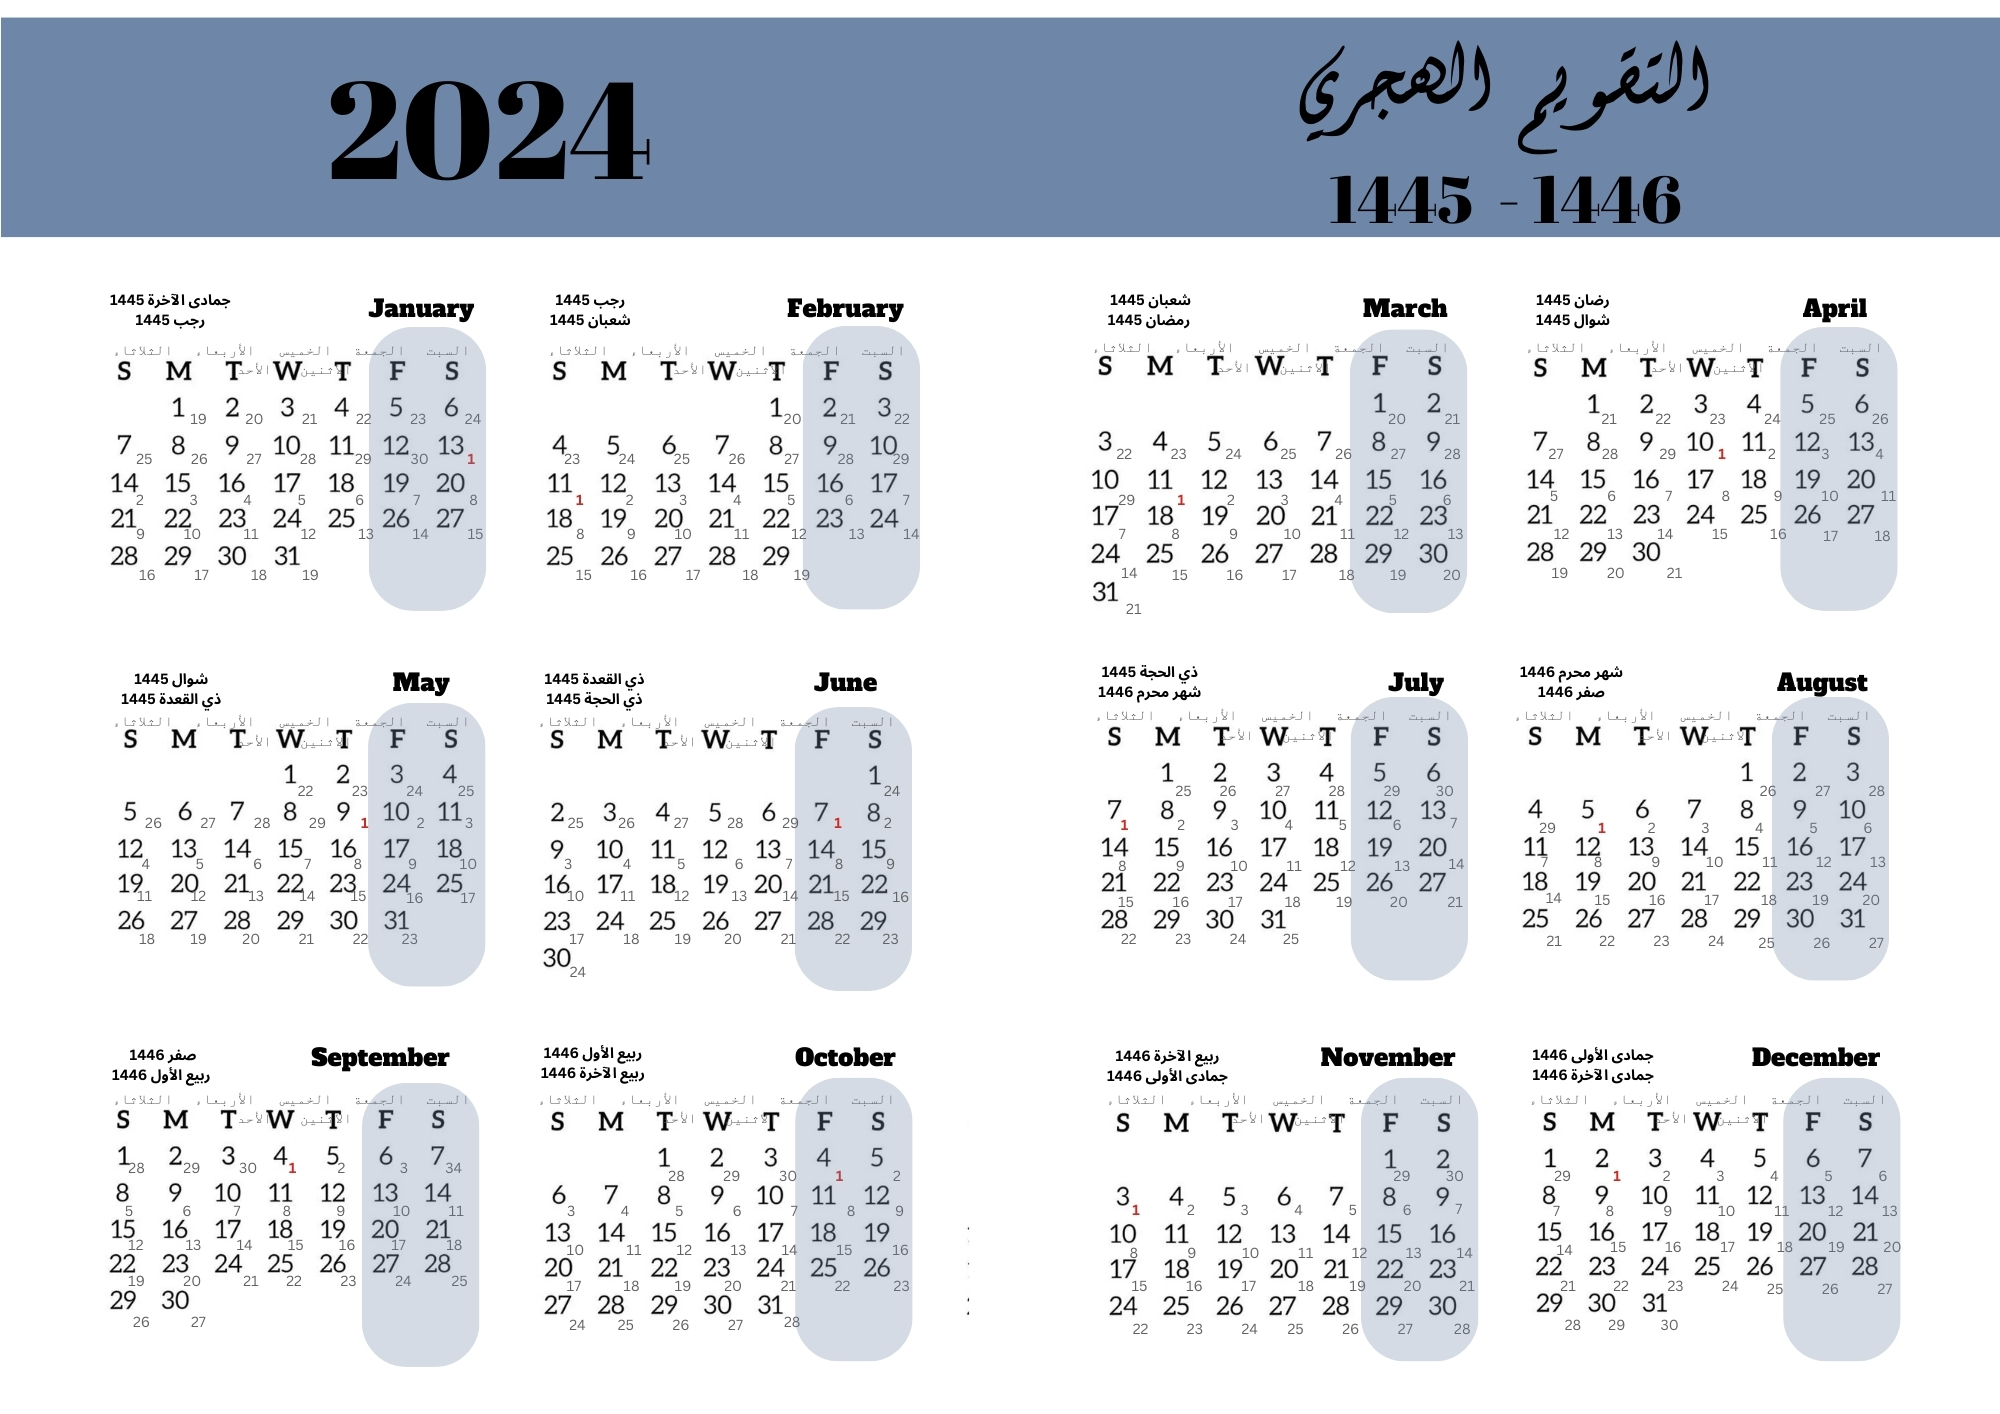 2024
التقويم الهجري
1445 - 1446
جمادى الآخرة 1445
رجب 1445
January
السبت الجمعة الخميس الأربعاء الثلاثاء
الاثنين الأحد
S M T W T F S
1 2 3 4 5 6
19 20 21 22 23 24
7 8 9 10 11 12 13
25 26 27 28 29 30 1
14 15 16 17 18 19 20
2 3 4 5 6 7 8
21 22 23 24 25 26 27
9 10 11 12 13 14 15
28 29 30 31
16 17 18 19
رجب 1445
شعبان 1445
February
السبت الجمعة الخميس الأربعاء الثلاثاء
الاثنين الأحد
S M T W T F S
1 2 3
20 21 22
4 5 6 7 8 9 10
23 24 25 26 27 28 29
11 12 13 14 15 16 17
1 2 3 4 5 6 7
18 19 20 21 22 23 24
8 9 10 11 12 13 14
25 26 27 28 29
15 16 17 18 19
شعبان 1445
رمضان 1445
March
السبت الجمعة الخميس الأربعاء الثلاثاء
الاثنين الأحد
S M T W T F S
1 2
20 21
3 4 5 6 7 8 9
22 23 24 25 26 27 28
10 11 12 13 14 15 16
29 1 2 3 4 5 6
17 18 19 20 21 22 23
7 8 9 10 11 12 13
24 25 26 27 28 29 30
14 15 16 17 18 19 20
31
21
رضان 1445
شوال 1445
April
السبت الجمعة الخميس الأربعاء الثلاثاء
الاثنين الأحد
S M T W T F S
1 2 3 4 5 6
21 22 23 24 25 26
7 8 9 10 11 12 13
27 28 29 1 2 3 4
14 15 16 17 18 19 20
5 6 7 8 9 10 11
21 22 23 24 25 26 27
12 13 14 15 16 17 18
28 29 30
19 20 21
شوال 1445
ذي القعدة 1445
May
السبت الجمعة الخميس الأربعاء الثلاثاء
الاثنين الأحد
S M T W T F S
1 2 3 4
22 23 24 25
5 6 7 8 9 10 11
26 27 28 29 1 2 3
12 13 14 15 16 17 18
4 5 6 7 8 9 10
19 20 21 22 23 24 25
11 12 13 14 15 16 17
26 27 28 29 30 31
18 19 20 21 22 23
ذي القعدة 1445
ذي الحجة 1445
June
السبت الجمعة الخميس الأربعاء الثلاثاء
الاثنين الأحد
S M T W T F S
1
24
2 3 4 5 6 7 8
25 26 27 28 29 1 2
9 10 11 12 13 14 15
3 4 5 6 7 8 9
16 17 18 19 20 21 22
10 11 12 13 14 15 16
23 24 25 26 27 28 29
17 18 19 20 21 22 23
30
24
ذي الحجة 1445
شهر محرم 1446
July
السبت الجمعة الخميس الأربعاء الثلاثاء
الاثنين الأحد
S M T W T F S
1 2 3 4 5 6
25 26 27 28 29 30
7 8 9 10 11 12 13
1 2 3 4 5 6 7
14 15 16 17 18 19 20
8 9 10 11 12 13 14
21 22 23 24 25 26 27
15 16 17 18 19 20 21
28 29 30 31
22 23 24 25
شهر محرم 1446
صفر 1446
August
السبت الجمعة الخميس الأربعاء الثلاثاء
الاثنين الأحد
S M T W T F S
1 2 3
26 27 28
4 5 6 7 8 9 10
29 1 2 3 4 5 6
11 12 13 14 15 16 17
7 8 9 10 11 12 13
18 19 20 21 22 23 24
14 15 16 17 18 19 20
25 26 27 28 29 30 31
21 22 23 24 25 26 27
صفر 1446
ربيع الأول 1446
September
السبت الجمعة الخميس الأربعاء الثلاثاء
الاثنين الأحد
S M T W T F S
1 2 3 4 5 6 7
28 29 30 1 2 3 34
8 9 10 11 12 13 14
5 6 7 8 9 10 11
15 16 17 18 19 20 21
12 13 14 15 16 17 18
22 23 24 25 26 27 28
19 20 21 22 23 24 25
29 30
26 27
ربيع الأول 1446
ربيع الآخرة 1446
October
السبت الجمعة الخميس الأربعاء الثلاثاء
الاثنين الأحد
S M T W T F S
1 2 3 4 5
28 29 30 1 2
6 7 8 9 10 11 12
3 4 5 6 7 8 9
13 14 15 16 17 18 19
10 11 12 13 14 15 16
20 21 22 23 24 25 26
17 18 19 20 21 22 23
27 28 29 30 31
24 25 26 27 28
ربيع الآخرة 1446
جمادى الأولى 1446
November
السبت الجمعة الخميس الأربعاء الثلاثاء
الاثنين الأحد
S M T W T F S
1 2
29 30
3 4 5 6 7 8 9
1 2 3 4 5 6 7
10 11 12 13 14 15 16
8 9 10 11 12 13 14
17 18 19 20 21 22 23
15 16 17 18 19 20 21
24 25 26 27 28 29 30
22 23 24 25 26 27 28
جمادى الأولى 1446
جمادى الآخرة 1446
December
السبت الجمعة الخميس الأربعاء الثلاثاء
الاثنين الأحد
S M T W T F S
1 2 3 4 5 6 7
29 1 2 3 4 5 6
8 9 10 11 12 13 14
7 8 9 10 11 12 13
15 16 17 18 19 20 21
14 15 16 17 18 19 20
22 23 24 25 26 27 28
21 22 23 24 25 26 27
29 30 31
28 29 30